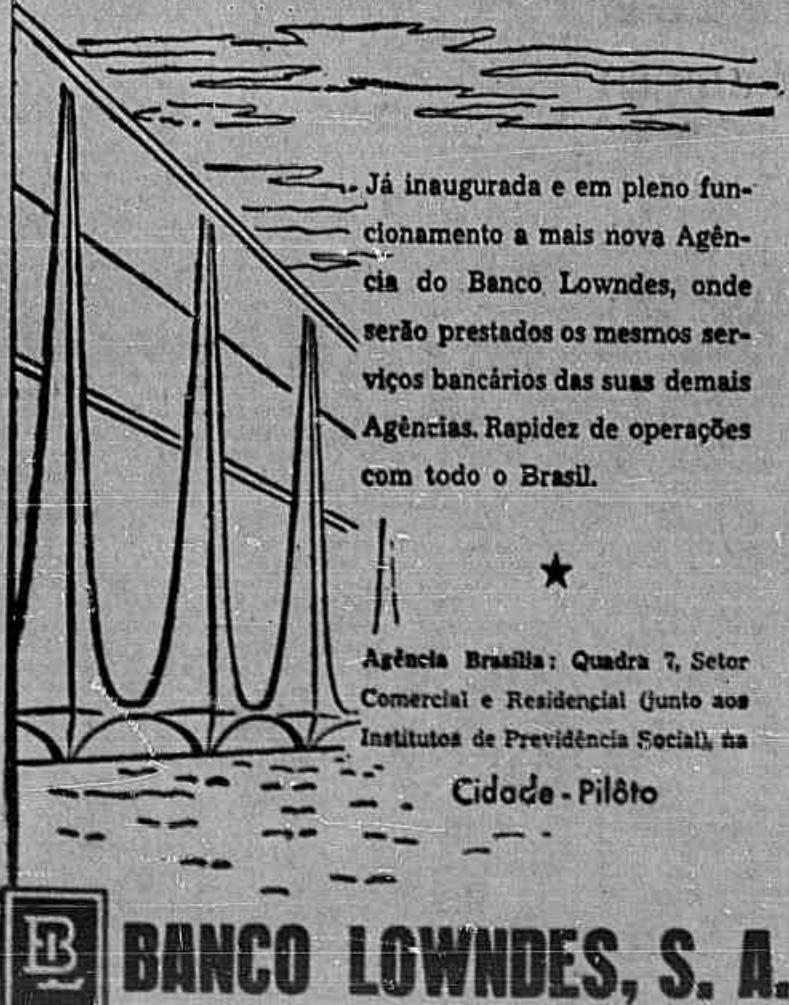 Já inaugurada e em pleno fun-
cionamento a mais nova Agên-
cia do Banco Lowndes, onde
serão prestados os mesmos ser-
viços bancários das suas demais
Agências. Rapidez de operações
com todo o Brasil.
Agência Brasília: Quadra 7, Setor
Comercial e Residencial (junto aos
Institutos de Previdência Social), na
Cidade-Pilôto
B
BANCO LOWNDES, S. A.